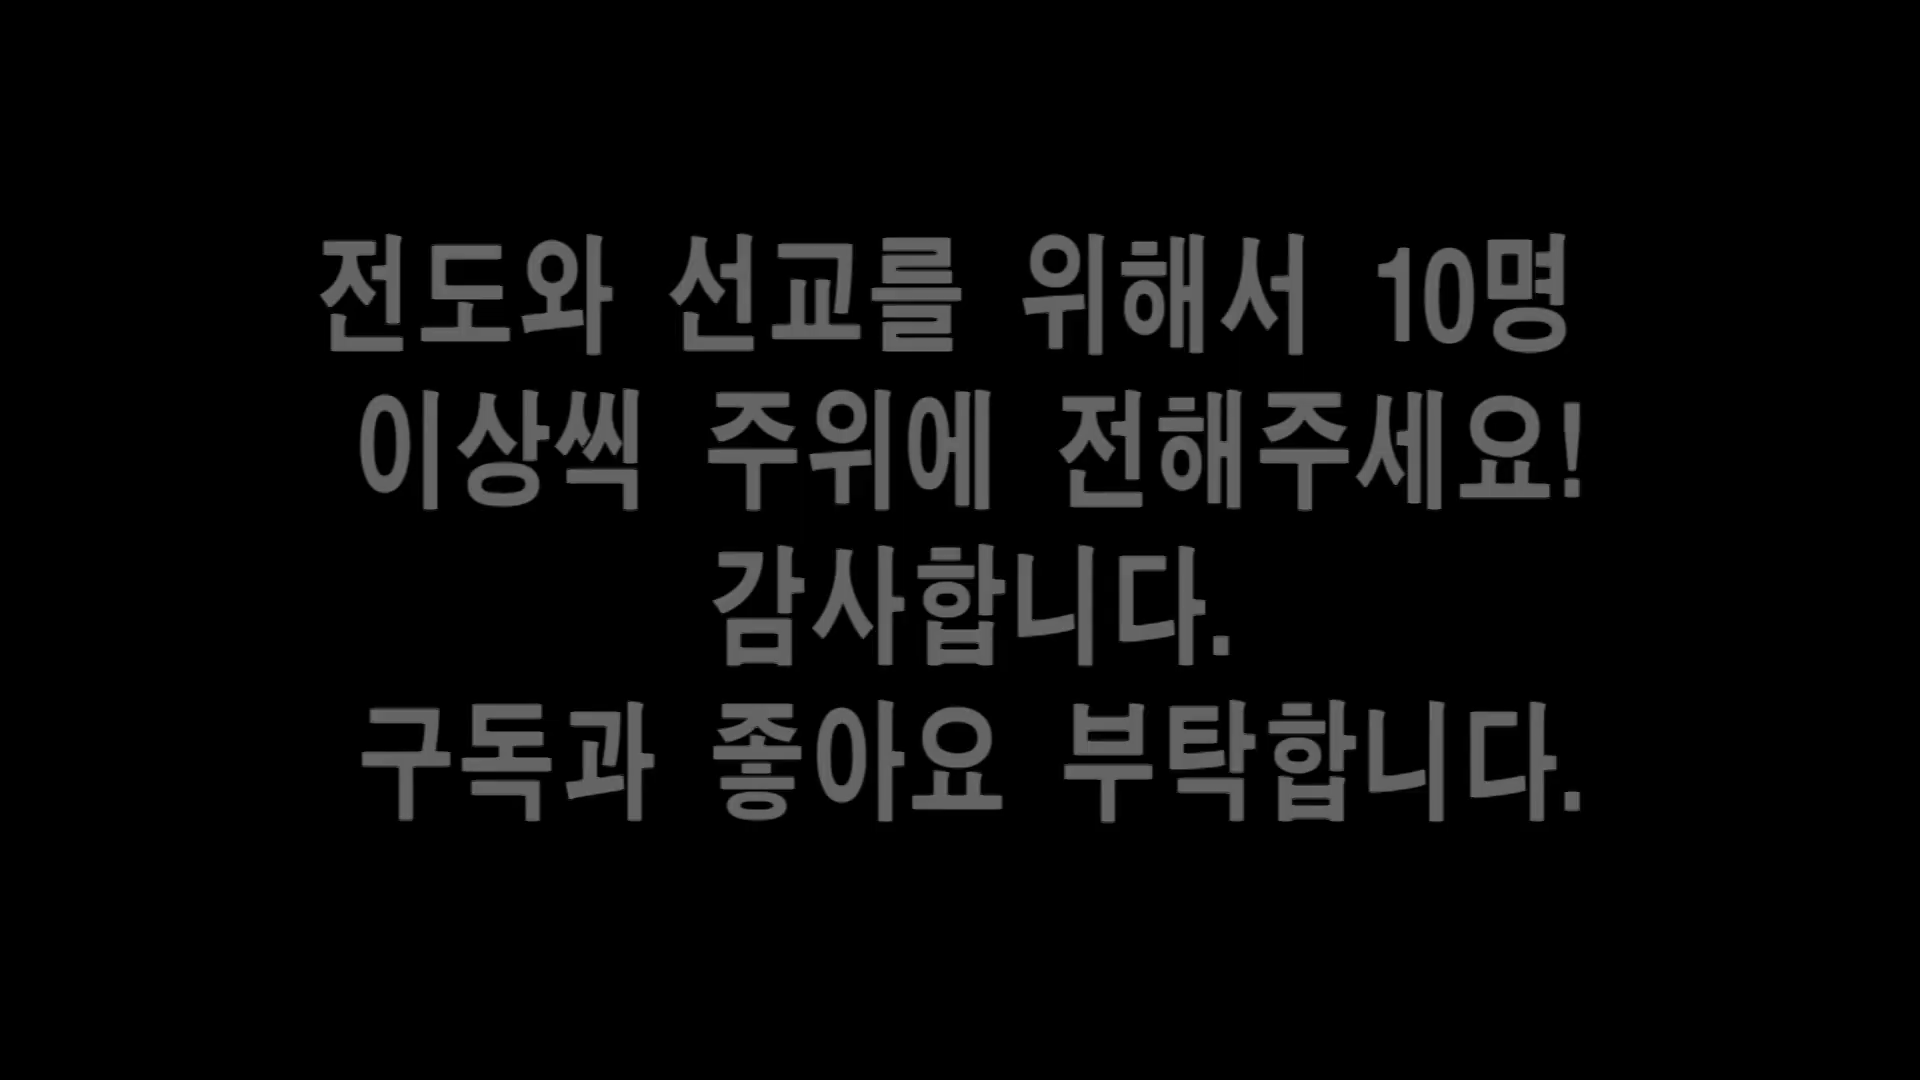 전도와 선교를 위해서 10명
이상씩 주위에 전해주세요!
감사합니다.
구독과 좋아요 부탁합니다.